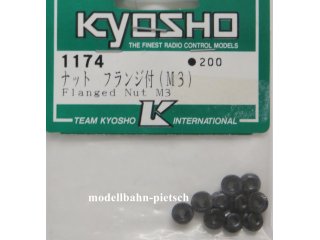 KYOSHO
THE FINEST RADIO CONTROL MODELS
1174 ●200
ナット フランジ付(M3)
Flanged Nut M3
TEAM KYOSHO K INTERNATIONAL
modellbahn-pietsch